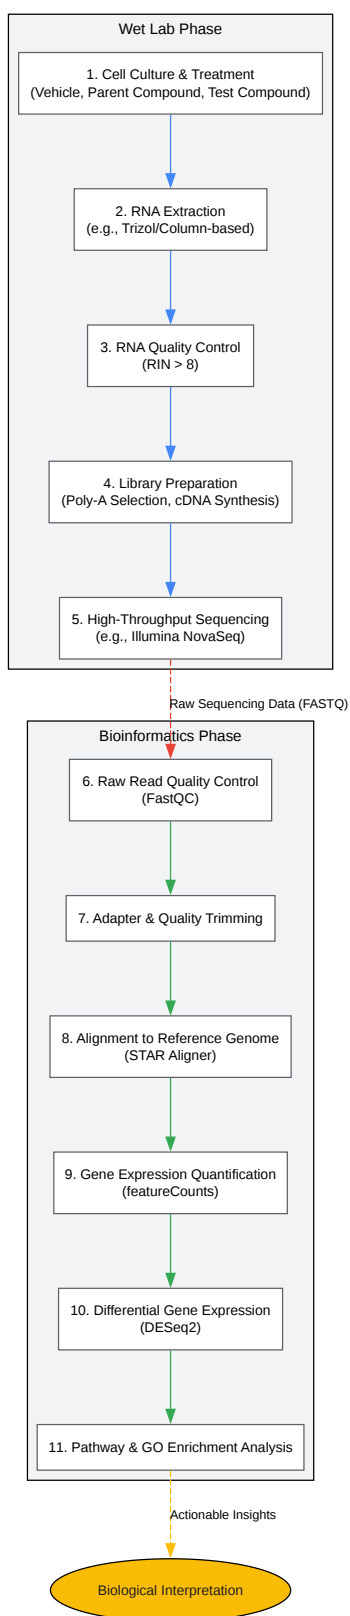 Wet Lab Phase
1. Cell Culture & Treatment
(Vehicle, Parent Compound, Test Compound)
2. RNA Extraction
(e.g., Trizol/Column-based)
3. RNA Quality Control
(RIN > 8)
4. Library Preparation
(Poly-A Selection, cDNA Synthesis)
5. High-Throughput Sequencing
(e.g., Illumina NovaSeq)
Raw Sequencing Data (FASTQ)
Bioinformatics Phase
6. Raw Read Quality Control
(FastQC)
7. Adapter & Quality Trimming
8. Alignment to Reference Genome
(STAR Aligner)
9. Gene Expression Quantification
(featureCounts)
10. Differential Gene Expression
(DESeq2)
11. Pathway & GO Enrichment Analysis
Actionable Insights
Biological Interpretation